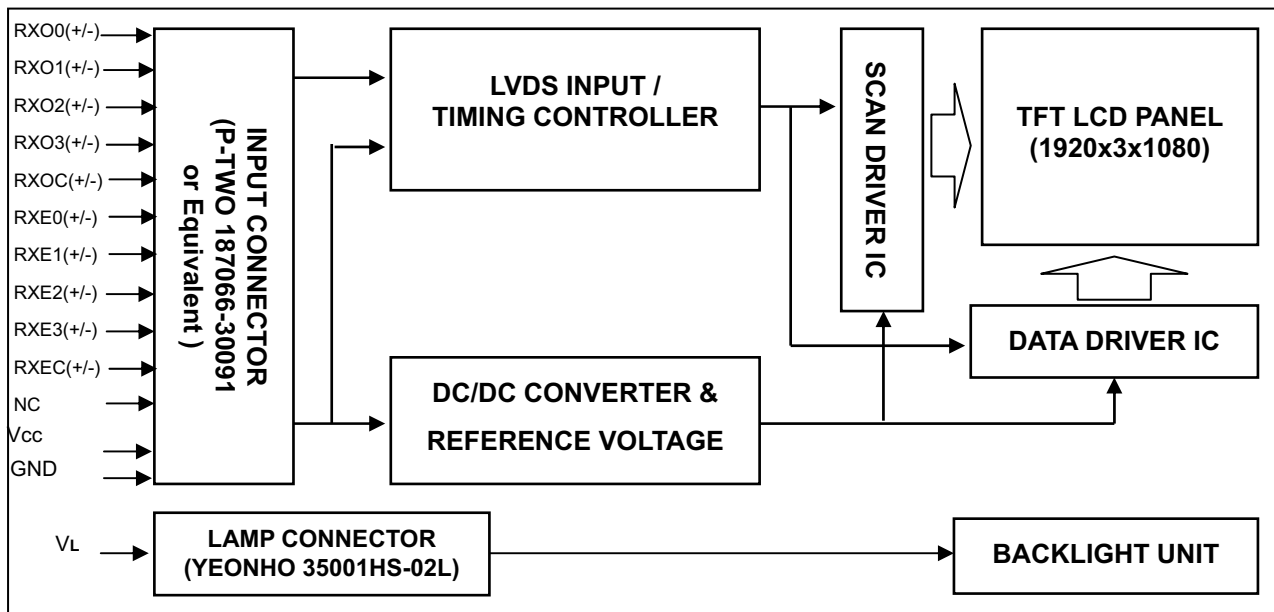 RXO0(+/-)
RXO1(+/-)
RXO2(+/-)
RXO3(+/-)
RXOC(+/-)
RXE0(+/-)
RXE1(+/-)
RXE2(+/-)
RXE3(+/-)
RXEC(+/-)
NC
Vcc
GND
INPUT CONNECTOR
(P-TWO 187066-30091
or Equivalent )
LVDS INPUT /
TIMING CONTROLLER
SCAN DRIVER IC
TFT LCD PANEL
(1920x3x1080)
DATA DRIVER IC
DC/DC CONVERTER &
REFERENCE VOLTAGE
VL
LAMP CONNECTOR
(YEONHO 35001HS-02L)
BACKLIGHT UNIT